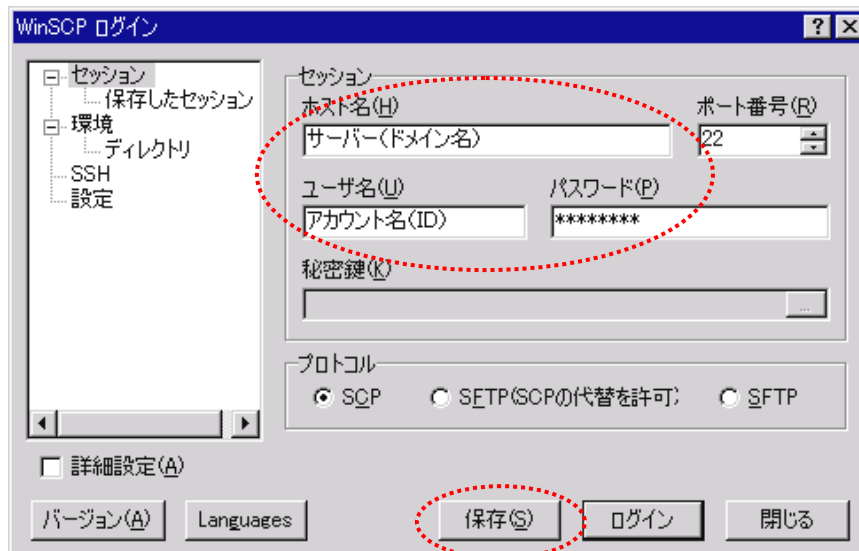 WinSCP ログイン
セッション
保存したセッション
環境
ディレクトリ
SSH
設定
セッション
ホスト名(H) ポート番号(R)
サーバー(ドメイン名) 22
ユーザ名(U) パスワード(P)
アカウント名(ID) ********
秘密鍵(K)
...
プロトコル
SCP SFTP(SCPの代替を許可) SFTP
詳細設定(A)
バージョン(A) Languages 保存(S) ログイン 閉じる